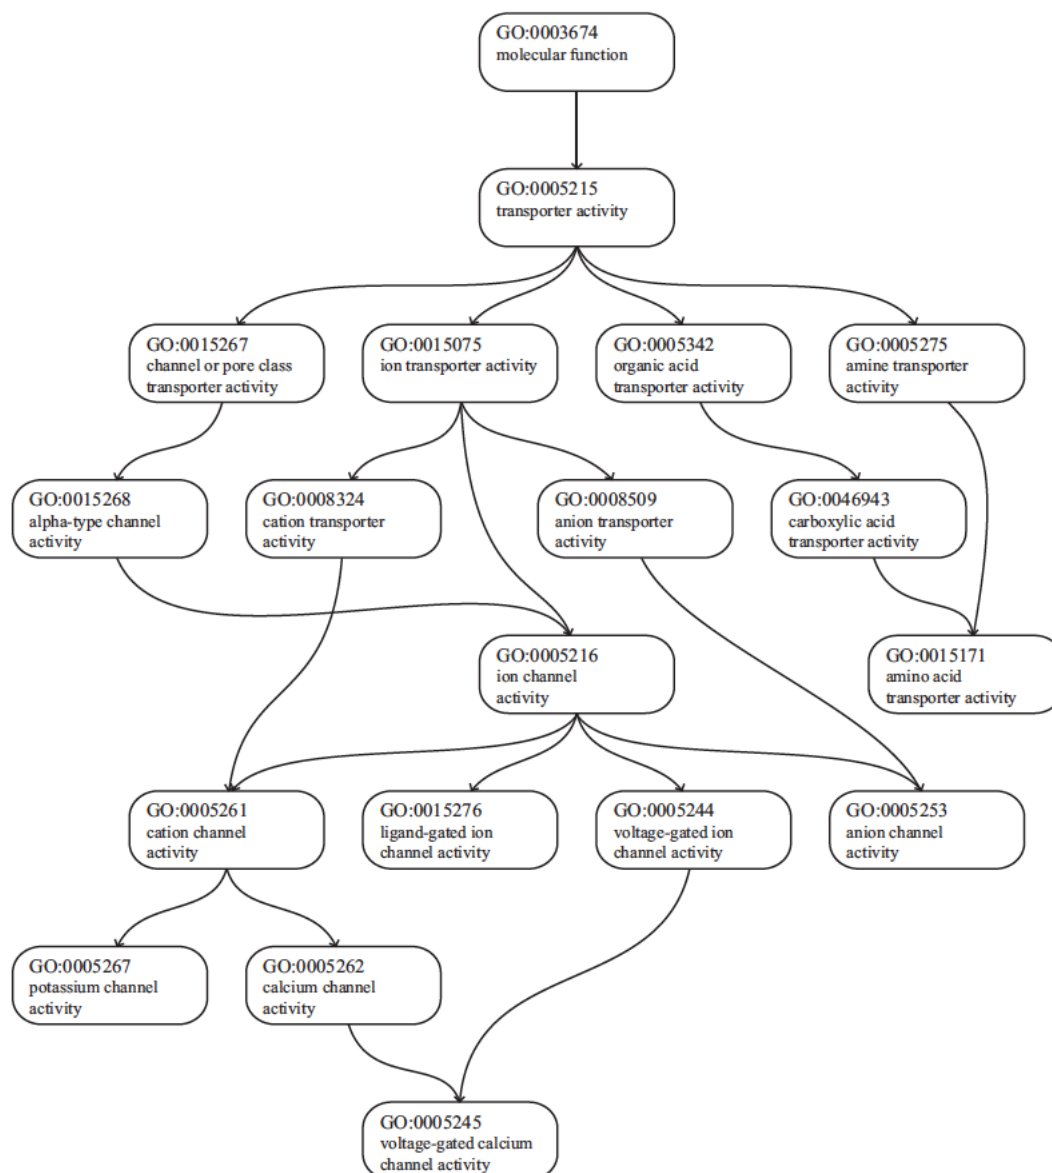 GO:0003674
molecular function
GO:0005215
transporter activity
GO:0015267
channel or pore class
transporter activity
GO:0015075
ion transporter activity
GO:0005342
organic acid
transporter activity
GO:0005275
amine transporter
activity
GO:0015268
alpha-type channel
activity
GO:0008324
cation transporter
activity
GO:0008509
anion transporter
activity
GO:0046943
carboxylic acid
transporter activity
GO:0005216
ion channel
activity
GO:0015171
amino acid
transporter activity
GO:0005261
cation channel
activity
GO:0015276
ligand-gated ion
channel activity
GO:0005244
voltage-gated ion
channel activity
GO:0005253
anion channel
activity
GO:0005267
potassium channel
activity
GO:0005262
calcium channel
activity
GO:0005245
voltage-gated calcium
channel activity